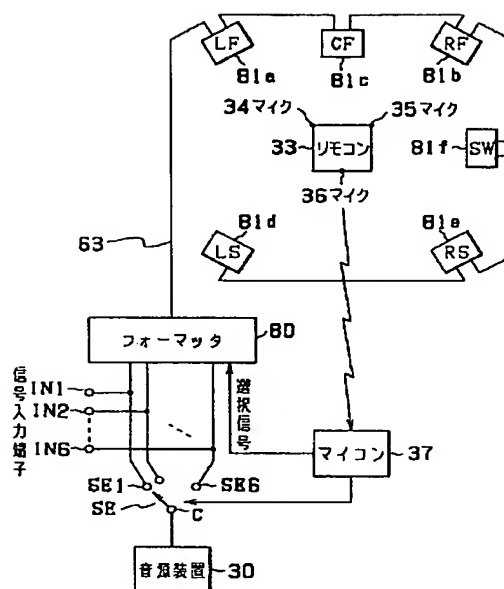 LF
CF
RF
81a
81c
81b
34マイク
35マイク
33
リモコン
81f
SW
36マイク
81d
81e
63
LS
RS
フォーマッタ
80
信号入力端子
IN1
IN2
IN6
選択信号
マイコン
37
SE1
SE6
SE
C
音源装置
30